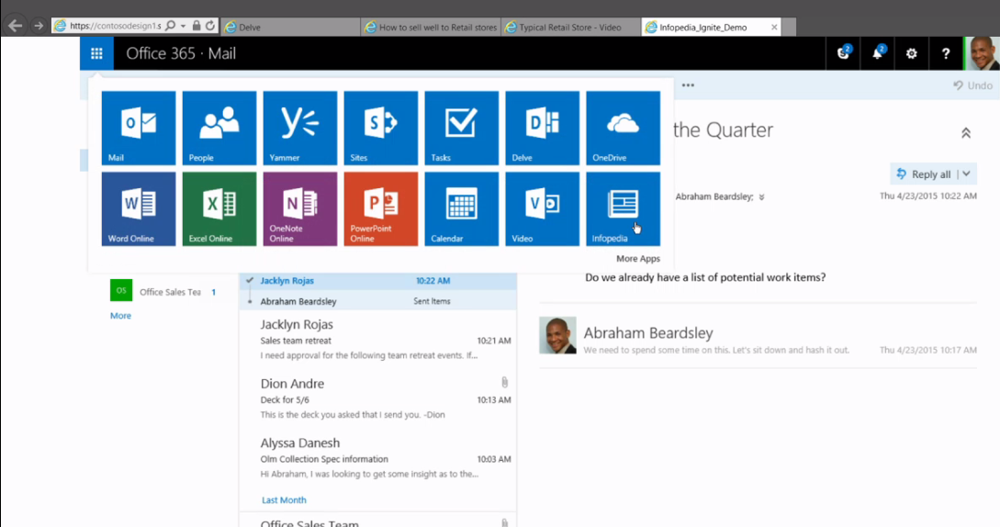 https://contosodesign1.s
Delve
How to sell well to Retail stores
Typical Retail Store - Video
Infopedia_Ignite_Demo
Office 365 · Mail
2
2
?
Undo
Mail
People
Yammer
Sites
Tasks
Delve
OneDrive
Word Online
Excel Online
OneNote
Online
PowerPoint
Online
Calendar
Video
Infopedia
More Apps
OS
Office Sales Tea 1
More
Jacklyn Rojas 10:22 AM
Abraham Beardsley Sent Items
Jacklyn Rojas
Sales team retreat 10:21 AM
I need approval for the following team retreat events. If...
Dion Andre
Deck for 5/6 10:13 AM
This is the deck you asked that I send you. -Dion
Alyssa Danesh
Olm Collection Spec information 10:03 AM
Hi Abraham, I was looking to get some insight as to the...
Last Month
Office Sales Team
the Quarter
Reply all
Abraham Beardsley;
Thu 4/23/2015 10:22 AM
Do we already have a list of potential work items?
Abraham Beardsley
We need to spend some time on this. Let's sit down and hash it out. Thu 4/23/2015 10:17 AM